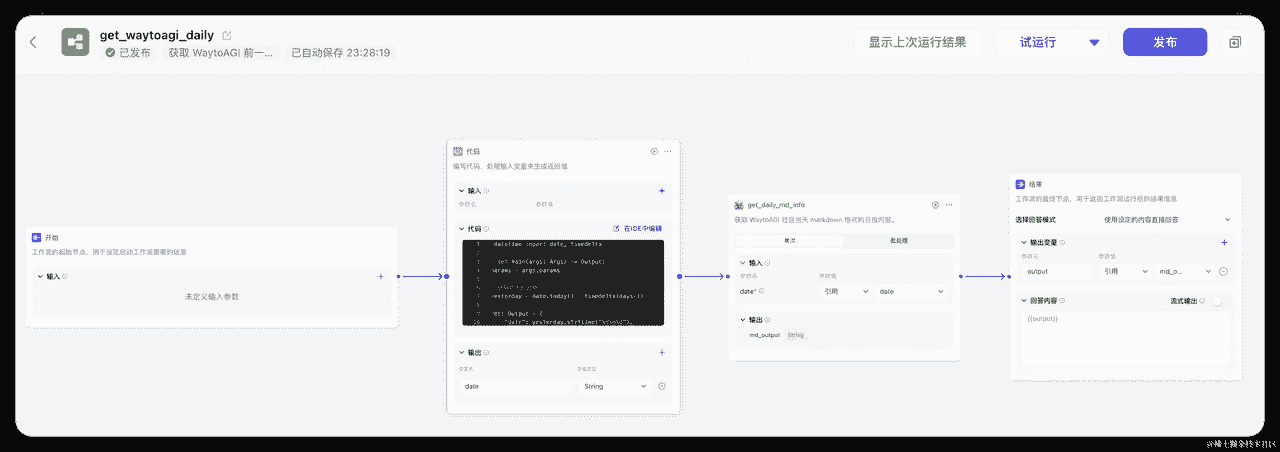 get_waytoagi_daily
已发布
获取 WaytoAGI 前一...
已自动保存 23:28:19
显示上次运行结果
试运行
发布
开始
工作流的起始节点，用于设定启动工作流需要的信息
输入
未定义输入参数
代码
编写代码，处理输入变量来生成返回值
输入
参数名
参数值
代码
在IDE中编辑
输出
变量名
变量类型
date
String
get_daily_md_info
获取 WaytoAGI 社区当天 markdown 格式的日报内容。
单次
批处理
输入
参数名
参数值
date*
引用
date
输出
md_output
String
结果
工作流的最终节点，用于返回工作流运行后的结果信息
选择回答模式
使用设定的内容直接回答
输出变量
参数名
参数值
output
引用
md_o...
回答内容
流式输出
{{output}}